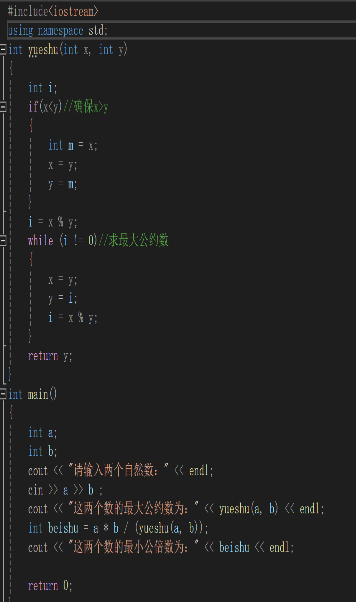 #include<iostream>
using namespace std;
int yueshu(int x, int y)
{
int i;
if(x<y)//确保x>y
{
int m = x;
x = y;
y = m;
}
i = x % y;
while (i != 0)//求最大公约数
{
x = y;
y = i;
i = x % y;
}
return y;
}
int main()
{
int a;
int b;
cout << "请输入两个自然数：" << endl;
cin >> a >> b ;
cout << "这两个数的最大公约数为：" << yueshu(a, b) << endl;
int beishu = a * b / (yueshu(a, b));
cout << "这两个数的最小公倍数为：" << beishu << endl;
return 0;